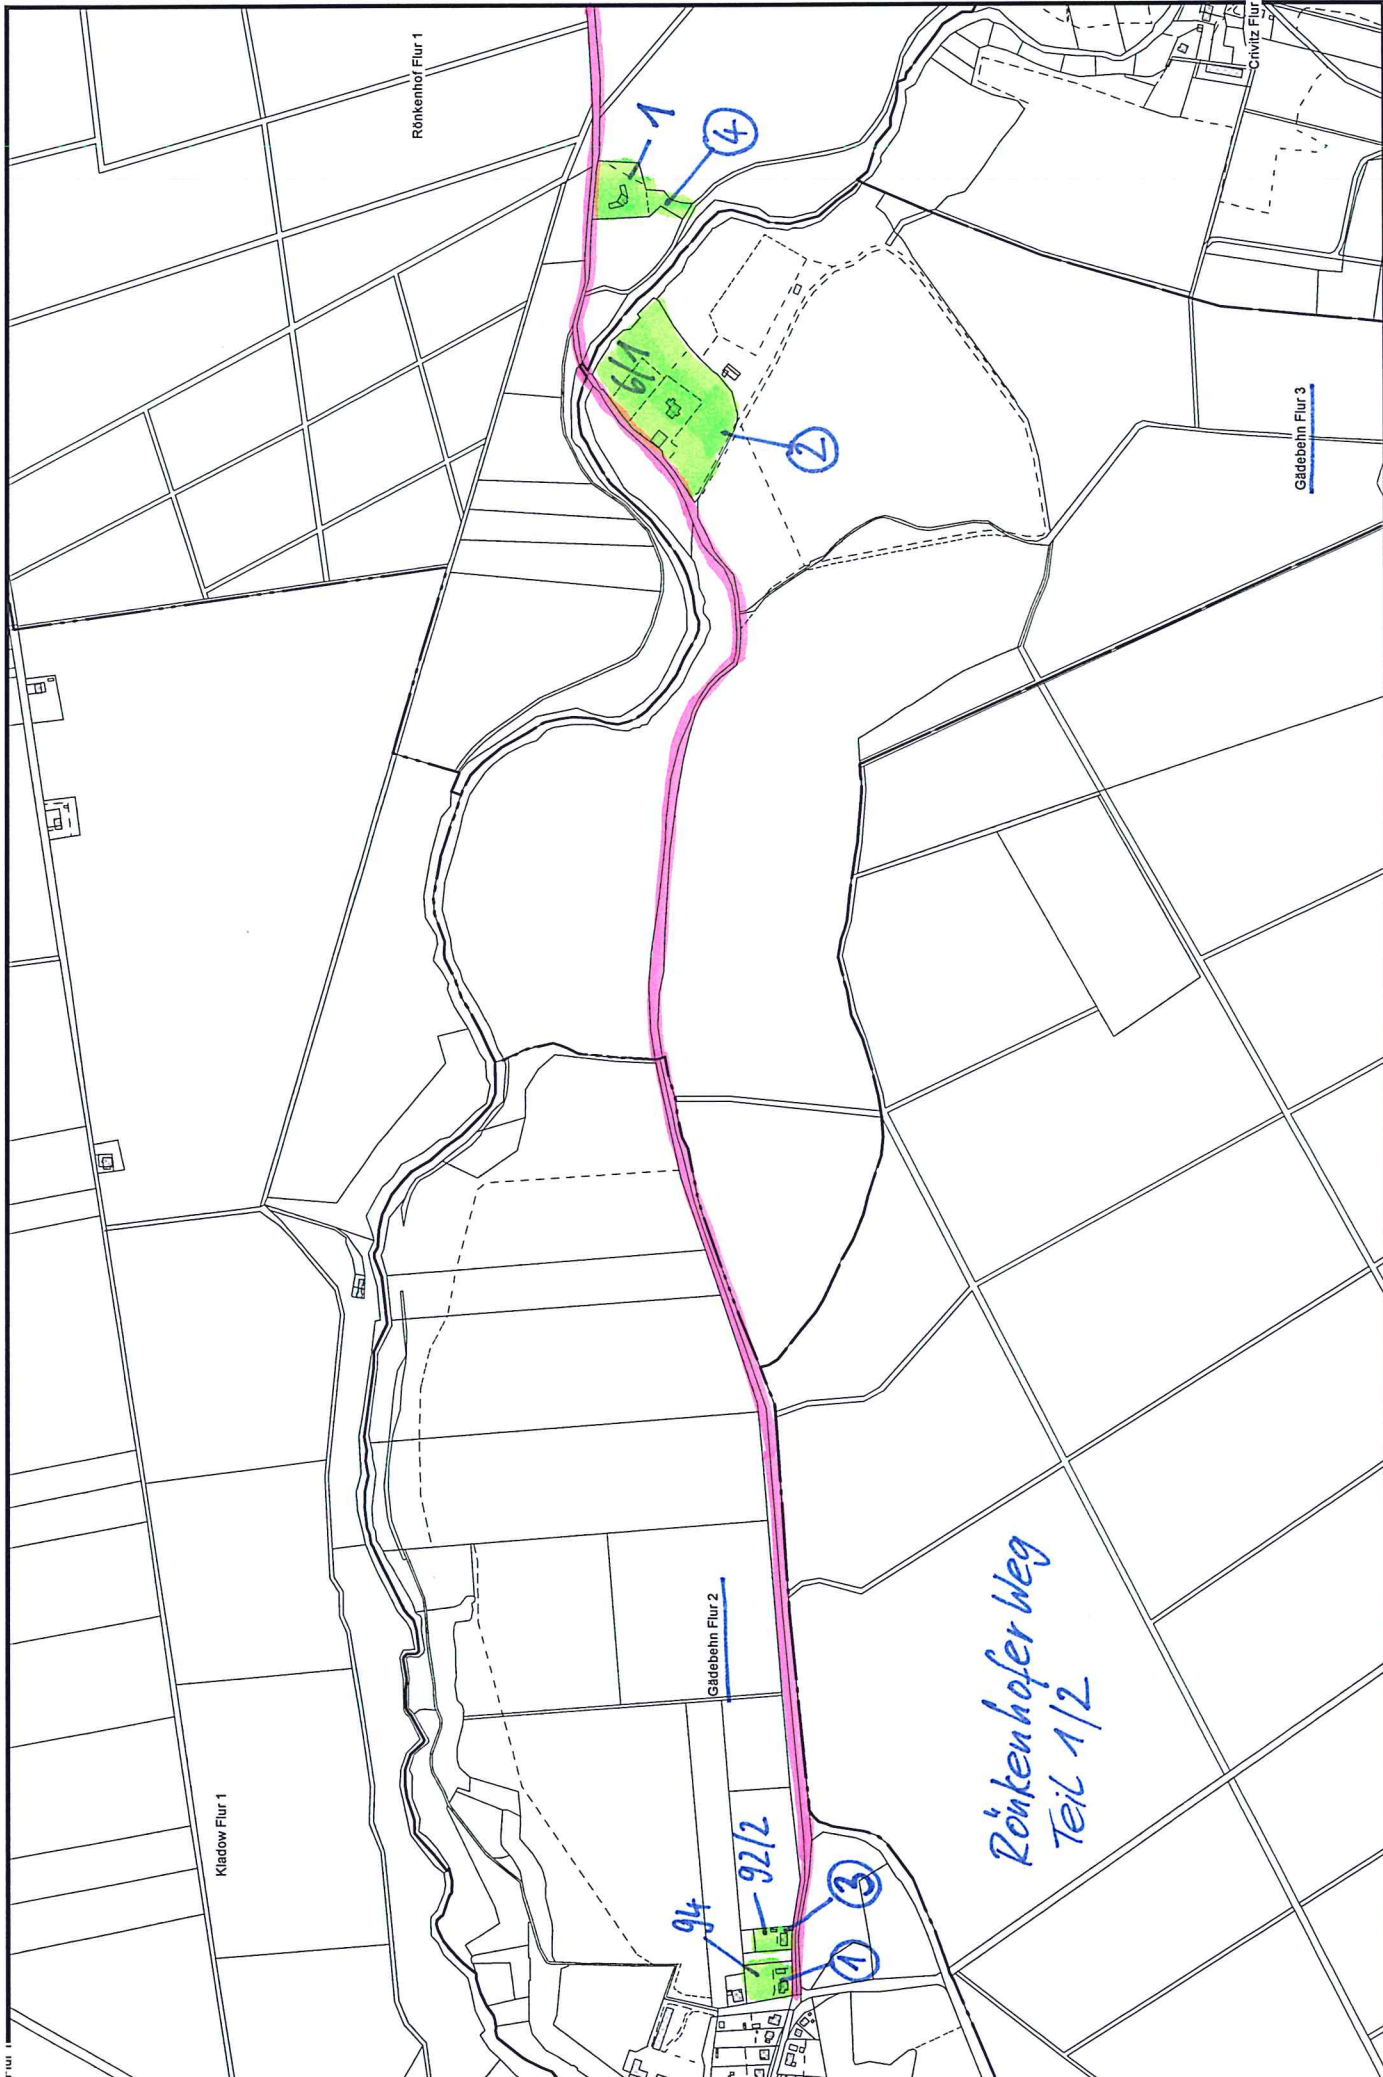 Rönkenhof Flur 1
Crivitz Flur
1
4
6/1
2
Gädebehn Flur 3
Gädebehn Flur 2
Kladow Flur 1
94
92/2
3
1
Rönkenhofer Weg
Teil 1/2